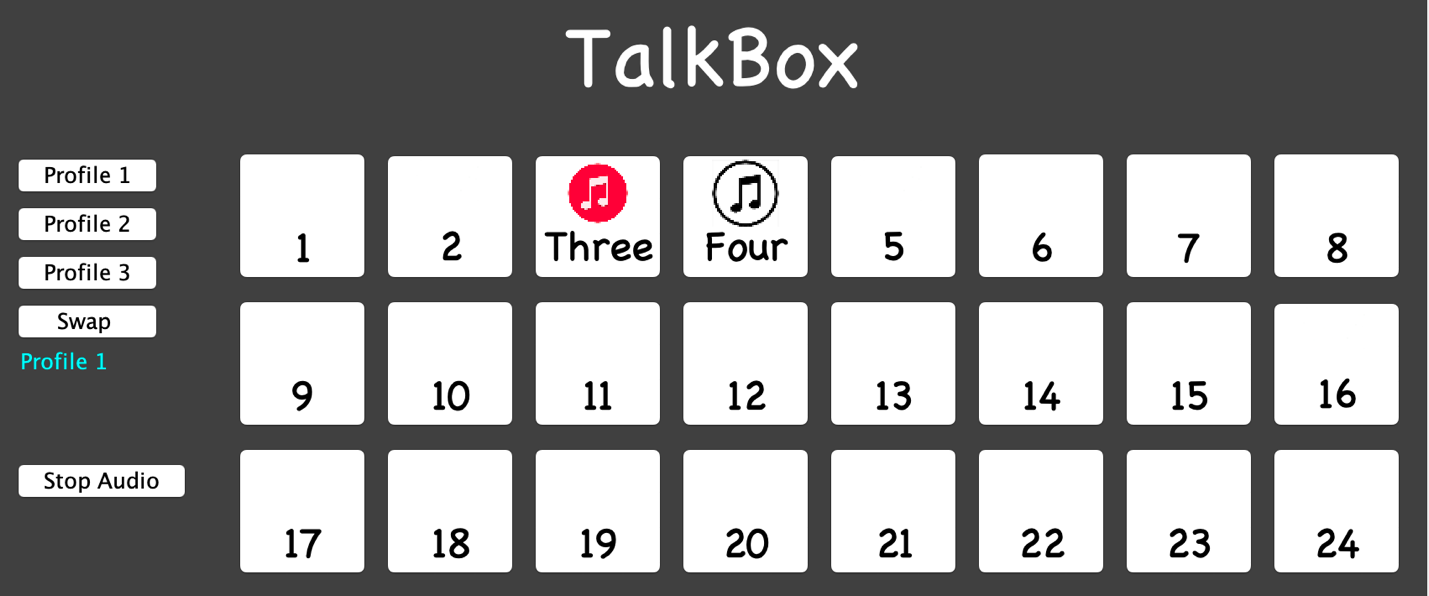 TalkBox
Profile 1
Profile 2
Profile 3
Swap
Profile 1
Stop Audio
1 2 Three Four 5 6 7 8
9 10 11 12 13 14 15 16
17 18 19 20 21 22 23 24